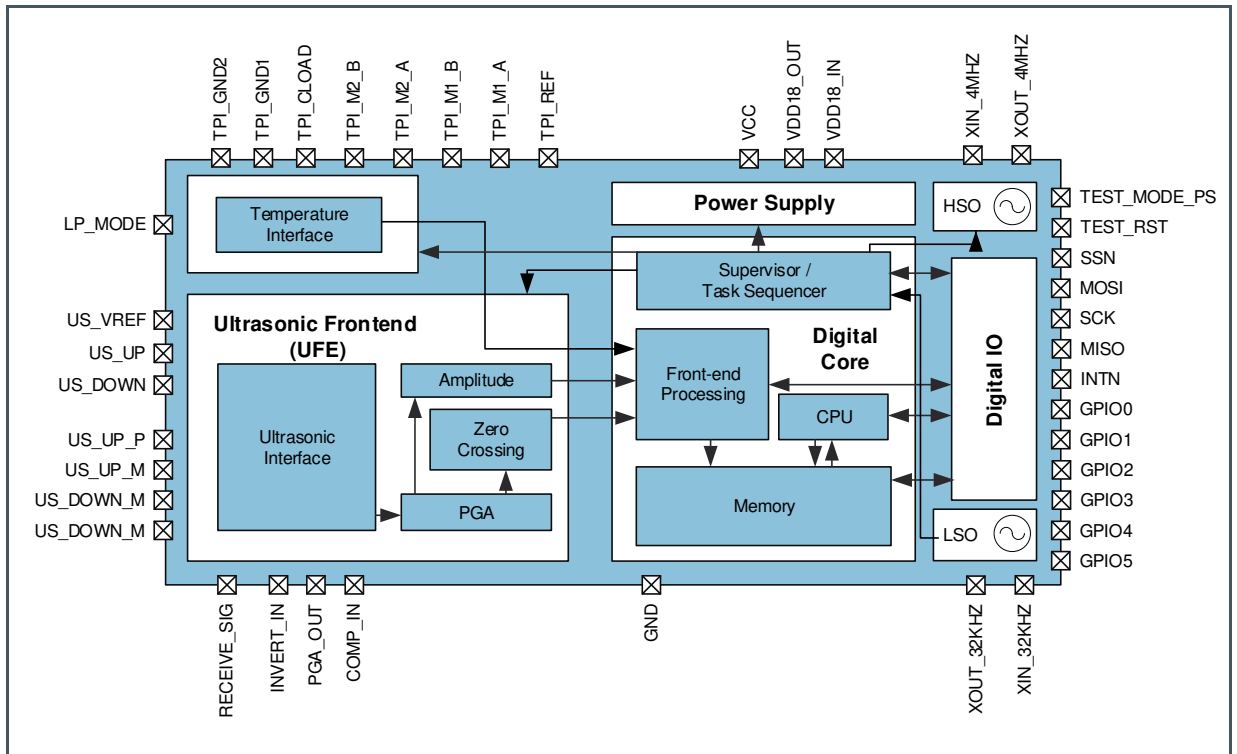 TPI_GND2
TPI_GND1
TPI_CLOAD
TPI_M2_B
TPI_M2_A
TPI_M1_B
TPI_M1_A
TPI_REF
VCC
VDD18_OUT
VDD18_IN
XIN_4MHZ
XOUT_4MHZ
LP_MODE
US_VREF
US_UP
US_DOWN
US_UP_P
US_UP_M
US_DOWN_M
US_DOWN_M
Temperature
Interface
Ultrasonic Frontend
(UFE)
Ultrasonic
Interface
Amplitude
Zero
Crossing
PGA
Power Supply
Supervisor /
Task Sequencer
Digital
Core
Front-end
Processing
CPU
Memory
HSO
Digital IO
LSO
TEST_MODE_PS
TEST_RST
SSN
MOSI
SCK
MISO
INTN
GPIO0
GPIO1
GPIO2
GPIO3
GPIO4
GPIO5
RECEIVE_SIG
INVERT_IN
PGA_OUT
COMP_IN
GND
XOUT_32KHZ
XIN_32KHZ